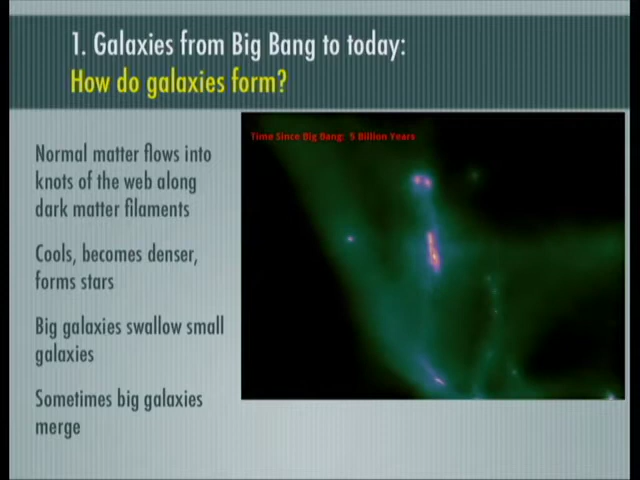 1. Galaxies from Big Bang to today:
How do galaxies form?
Time Since Big Bang: 5 Billion Years
Normal matter flows into
knots of the web along
dark matter filaments
Cools, becomes denser,
forms stars
Big galaxies swallow small
galaxies
Sometimes big galaxies
merge